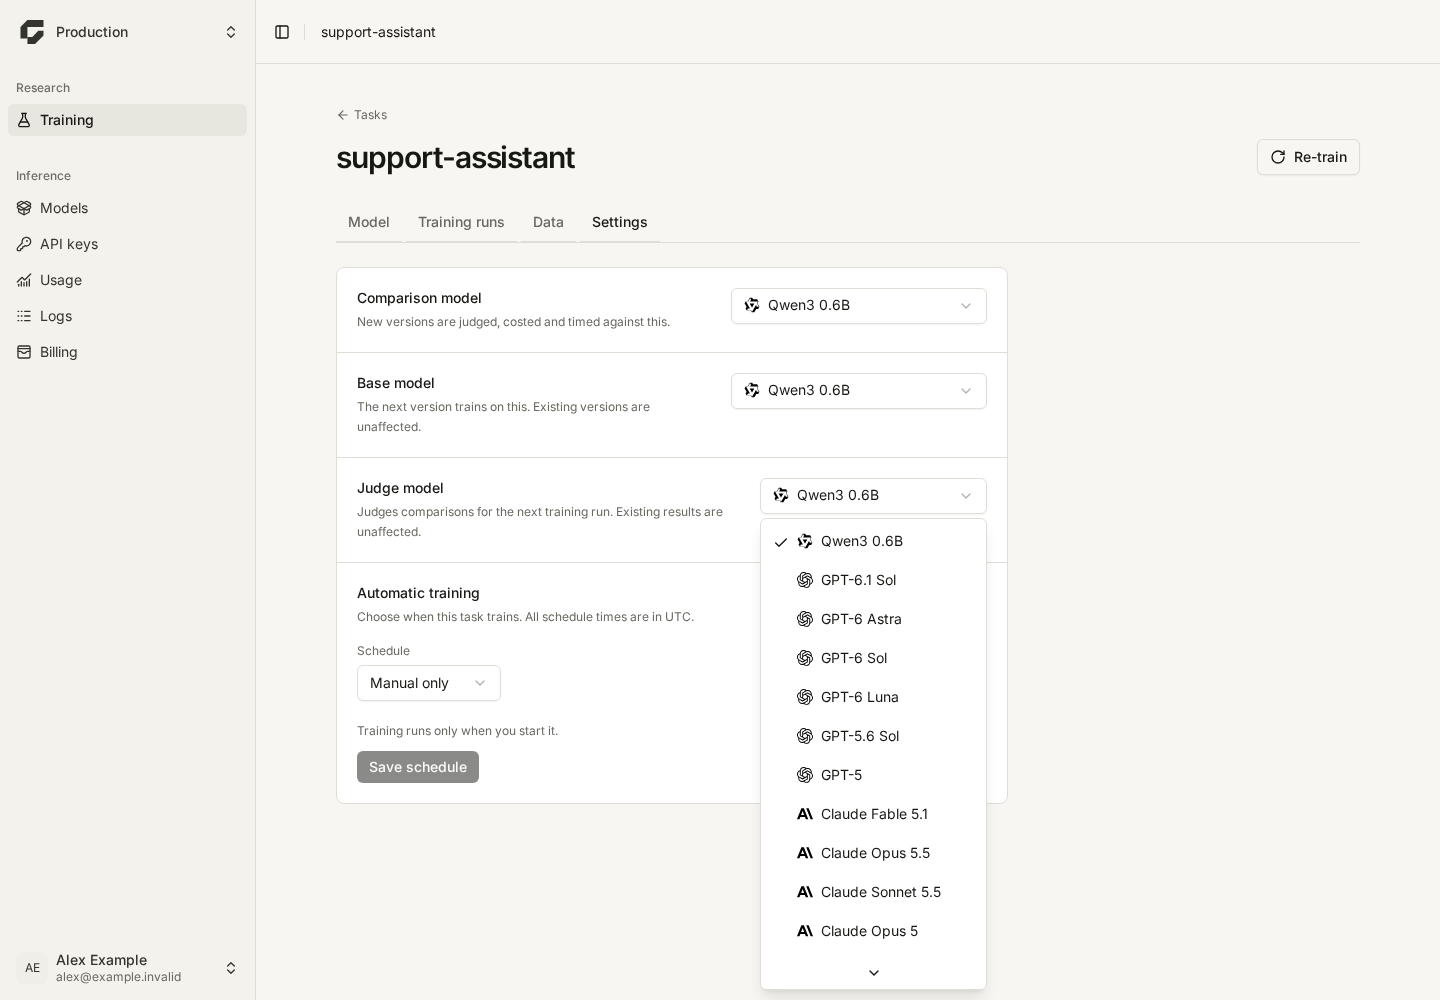 Production
support-assistant
Research
Training
Inference
Models
API keys
Usage
Logs
Billing
Tasks
support-assistant
Re-train
Model
Training runs
Data
Settings
Comparison model
New versions are judged, costed and timed against this.
Qwen3 0.6B
Base model
The next version trains on this. Existing versions are
unaffected.
Qwen3 0.6B
Judge model
Judges comparisons for the next training run. Existing results are
unaffected.
Qwen3 0.6B
Qwen3 0.6B
GPT-6.1 Sol
GPT-6 Astra
GPT-6 Sol
GPT-6 Luna
GPT-5.6 Sol
GPT-5
Claude Fable 5.1
Claude Opus 5.5
Claude Sonnet 5.5
Claude Opus 5
Automatic training
Choose when this task trains. All schedule times are in UTC.
Schedule
Manual only
Training runs only when you start it.
Save schedule
AE
Alex Example
alex@example.invalid